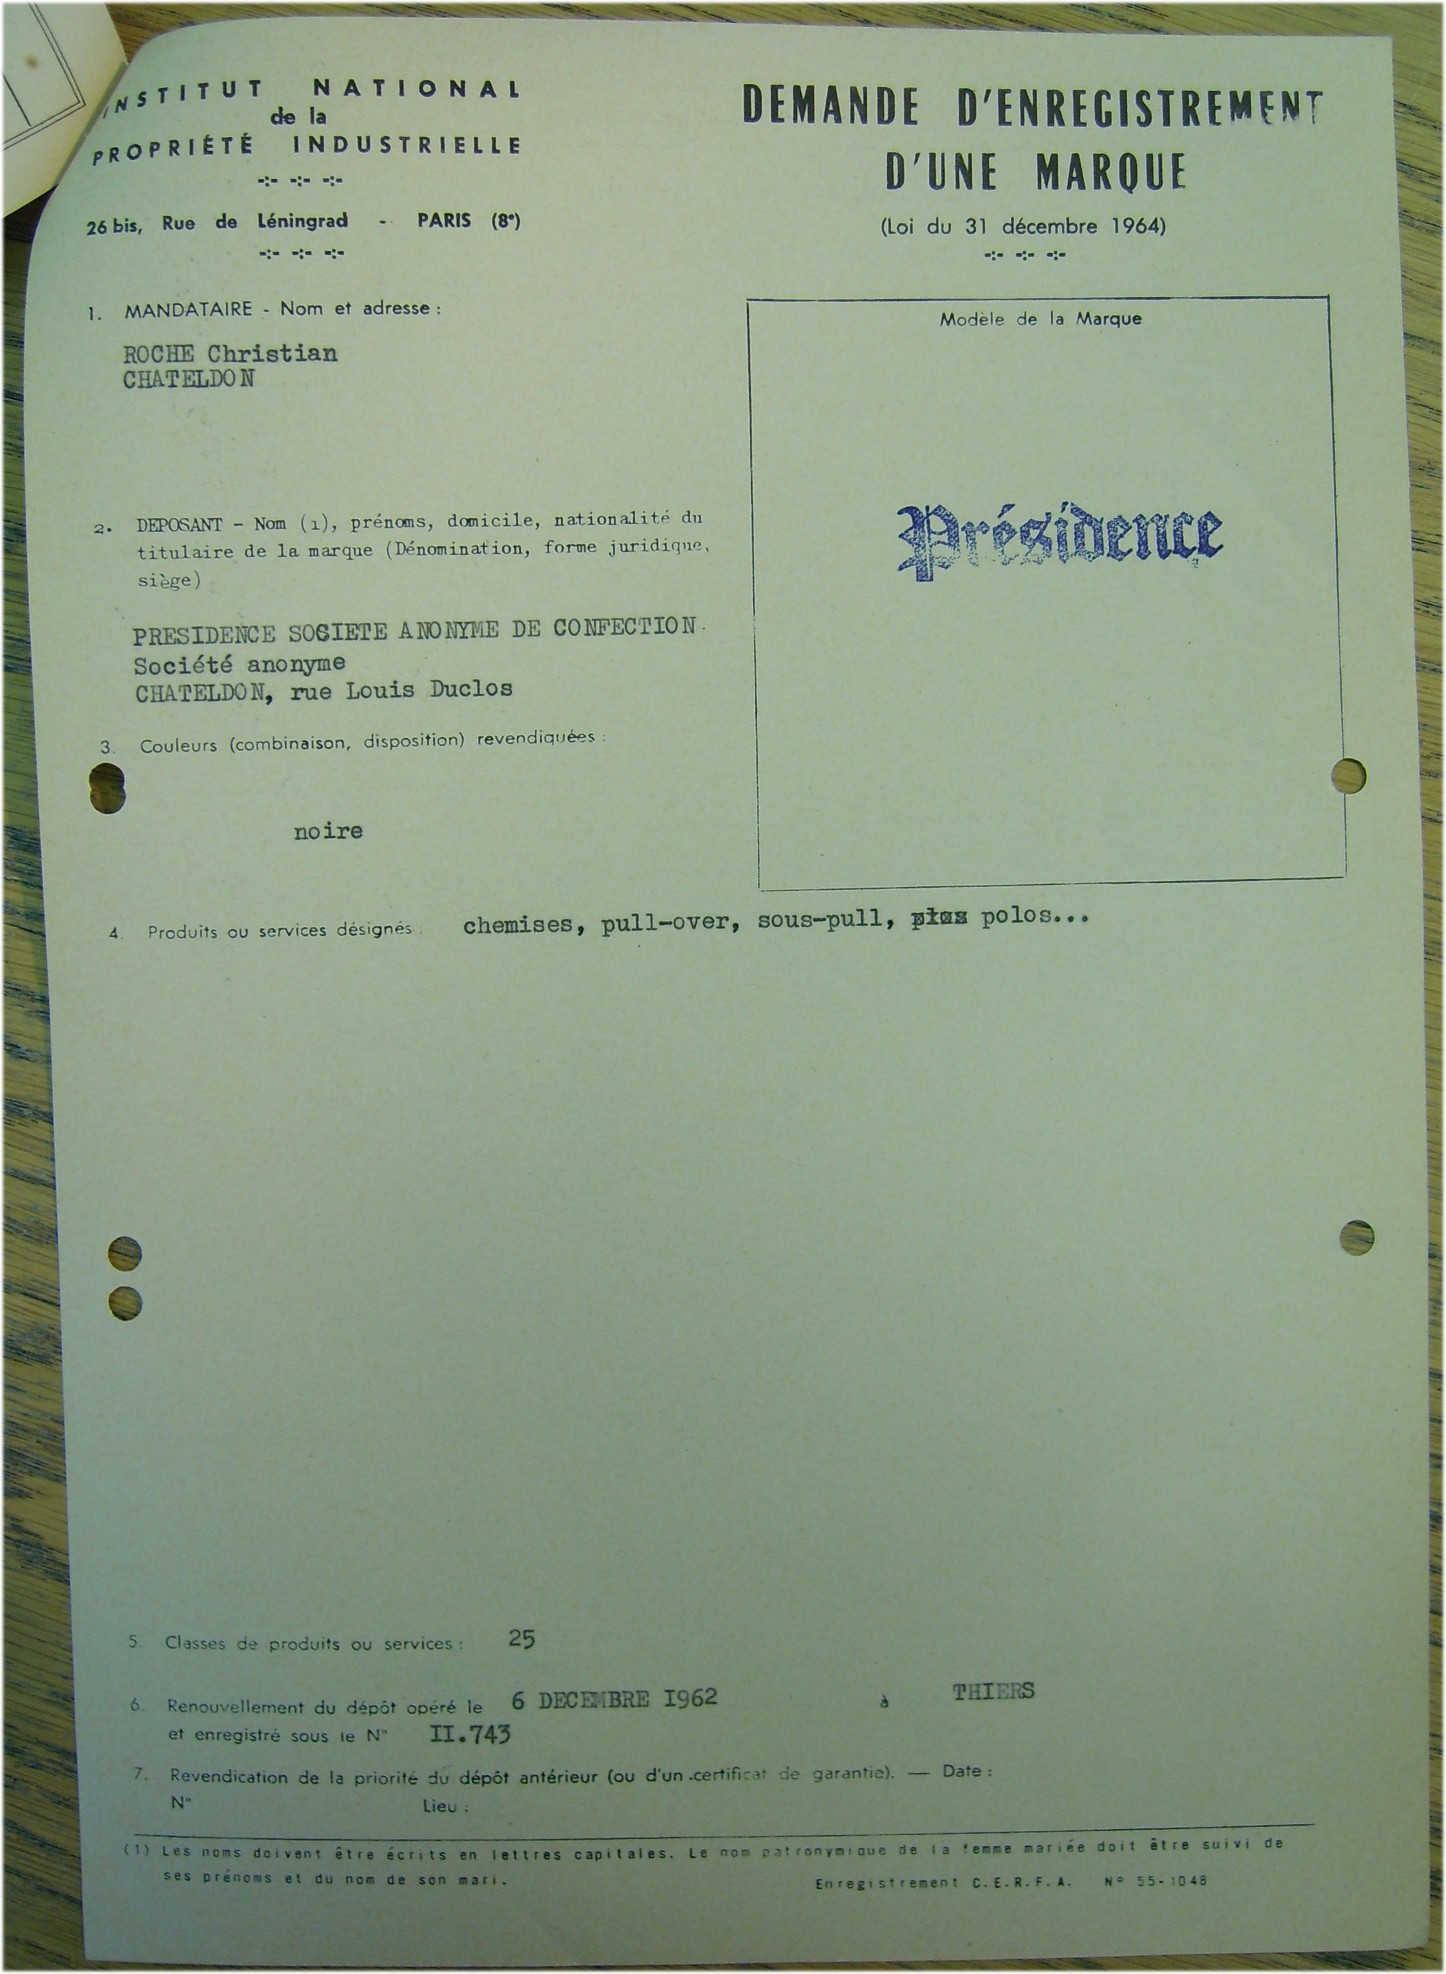 INSTITUT NATIONAL
de la
PROPRIÉTÉ INDUSTRIELLE
26 bis, Rue de Léningrad - PARIS (8e)
DEMANDE D'ENREGISTREMENT
D'UNE MARQUE
(Loi du 31 décembre 1964)
1. MANDATAIRE - Nom et adresse :
ROCHE Christian
CHATELDON
Modèle de la Marque
Présidence
2. DEPOSANT - Nom (1), prénoms, domicile, nationalité du
titulaire de la marque (Dénomination, forme juridique,
siège)
PRESIDENCE SOCIETE ANONYME DE CONFECTION
Société anonyme
CHATELDON, rue Louis Duclos
3. Couleurs (combinaison, disposition) revendiquées :
noire
4. Produits ou services désignés : chemises, pull-over, sous-pull, polos...
5. Classes de produits ou services : 25
6. Renouvellement du dépôt opéré le 6 DECEMBRE I962 à THIERS
et enregistré sous le N° II.743
7. Revendication de la priorité du dépôt antérieur (ou d'un certificat de garantie). — Date :
N° Lieu :
(1) Les noms doivent être écrits en lettres capitales. Le nom patronymique de la femme mariée doit être suivi de
ses prénoms et du nom de son mari.
Enregistrement C.E.R.F.A. N° 55-1048